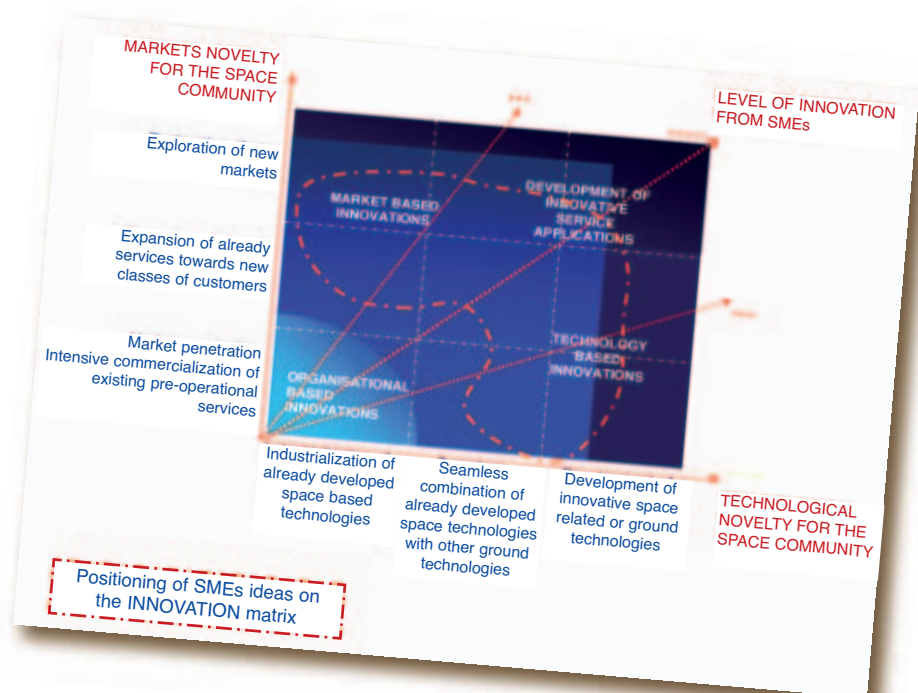 MARKETS NOVELTY
FOR THE SPACE
COMMUNITY
LEVEL OF INNOVATION
FROM SMEs
Exploration of new
markets
MARKET BASED
INNOVATIONS
DEVELOPMENT OF
INNOVATIVE
SERVICE
APPLICATIONS
Expansion of already
services towards new
classes of customers
Market penetration
Intensive commercialization of
existing pre-operational
services
TECHNOLOGY
BASED
INNOVATIONS
ORGANISATIONAL
BASED
INNOVATIONS
Industrialization of
already developed
space based
technologies
Seamless
combination of
already developed
space technologies
with other ground
technologies
Development of
innovative space
related or ground
technologies
TECHNOLOGICAL
NOVELTY FOR THE
SPACE COMMUNITY
Positioning of SMEs ideas on
the INNOVATION matrix